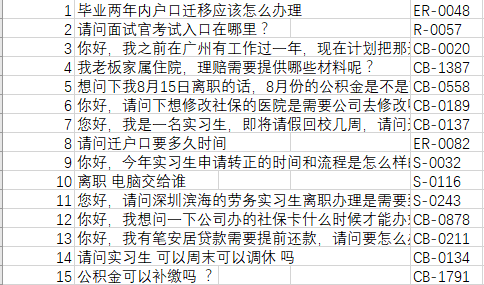 1 毕业两年内户口迁移应该怎么办理 ER-0048
2 请问面试官考试入口在哪里？ R-0057
3 你好，我之前在广州有工作过一年，现在计划把那 CB-0020
4 我老板家属住院，理赔需要提供哪些材料呢？ CB-1387
5 想问下我8月15日离职的话，8月份的公积金是不是 CB-0558
6 你好，请问下想修改社保的医院是需要公司去修改 CB-0189
7 您好，我是一名实习生，即将请假回校几周，请问 CB-0137
8 请问迁户口要多久时间 ER-0082
9 你好，今年实习生申请转正的时间和流程是怎么样 S-0032
10 离职 电脑交给谁 S-0116
11 您好，请问深圳滨海的劳务实习生离职办理是需要 S-0243
12 你好，我想问一下公司办的社保卡什么时候才能办 CB-0878
13 你好，我有笔安居贷款需要提前还款，请问要怎么 CB-0211
14 请问实习生 可以周末可以调休 吗 CB-0134
15 公积金可以补缴吗 ？ CB-1791